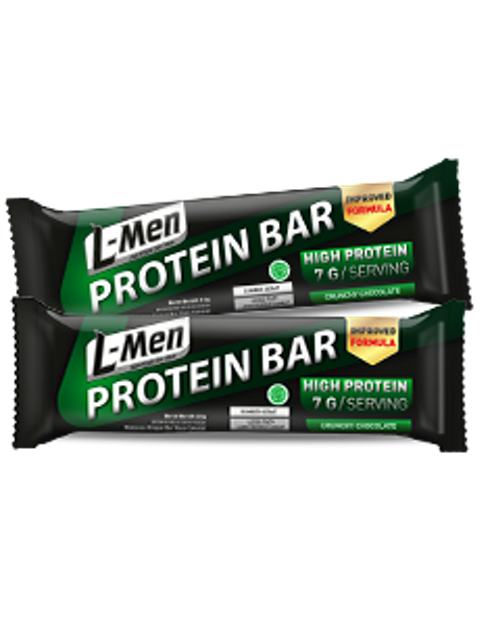 L-Men
PROTEIN BAR
IMPROVED
FORMULA
HIGH PROTEIN
7 G/SERVING
CRUNCHY CHOCOLATE
L-Men
PROTEIN BAR
IMPROVED
FORMULA
HIGH PROTEIN
7 G/SERVING
CRUNCHY CHOCOLATE